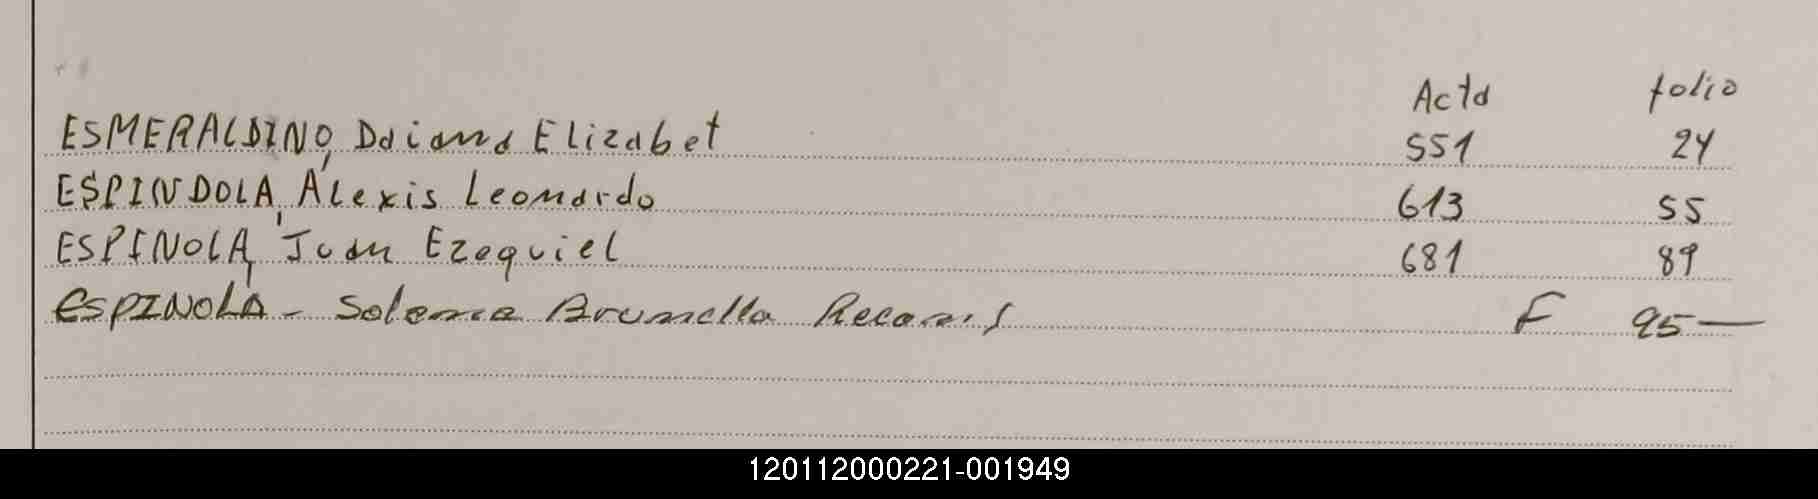 Acta folio
ESMERALDINO, Daiana Elizabet 551 24
ESPINDOLA, Alexis Leonardo 613 55
ESPINOLA, Juan Ezequiel 681 89
ESPINOLA - Brunella F 95 —
120112000221-001949